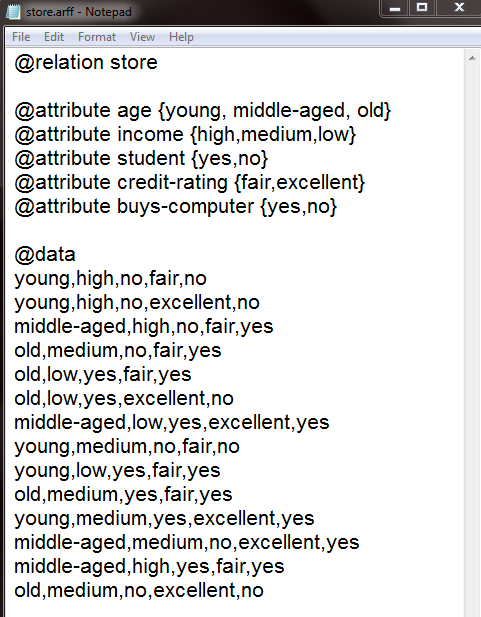 store.arff - Notepad
File Edit Format View Help
@relation store
@attribute age {young, middle-aged, old}
@attribute income {high,medium,low}
@attribute student {yes,no}
@attribute credit-rating {fair,excellent}
@attribute buys-computer {yes,no}
@data
young,high,no,fair,no
young,high,no,excellent,no
middle-aged,high,no,fair,yes
old,medium,no,fair,yes
old,low,yes,fair,yes
old,low,yes,excellent,no
middle-aged,low,yes,excellent,yes
young,medium,no,fair,no
young,low,yes,fair,yes
old,medium,yes,fair,yes
young,medium,yes,excellent,yes
middle-aged,medium,no,excellent,yes
middle-aged,high,yes,fair,yes
old,medium,no,excellent,no